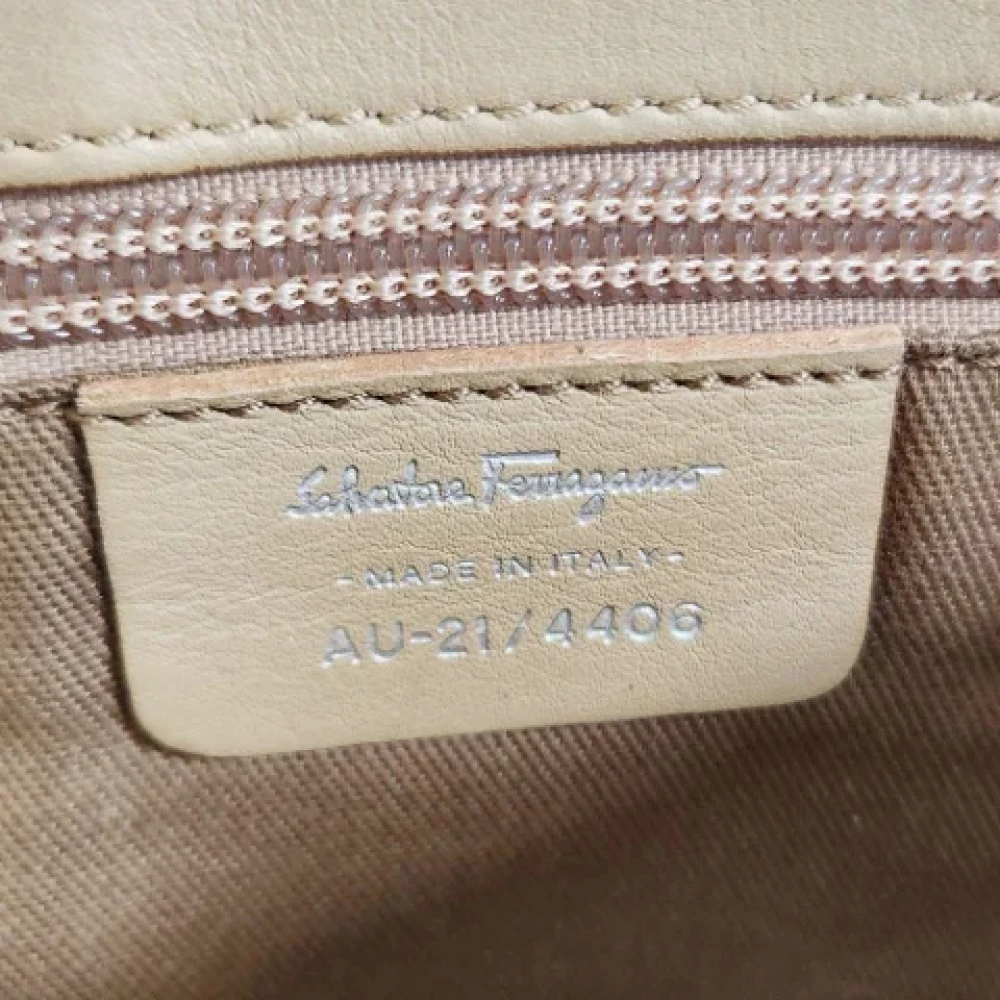 Salvatore Ferragamo
- MADE IN ITALY -
AU-21/4406